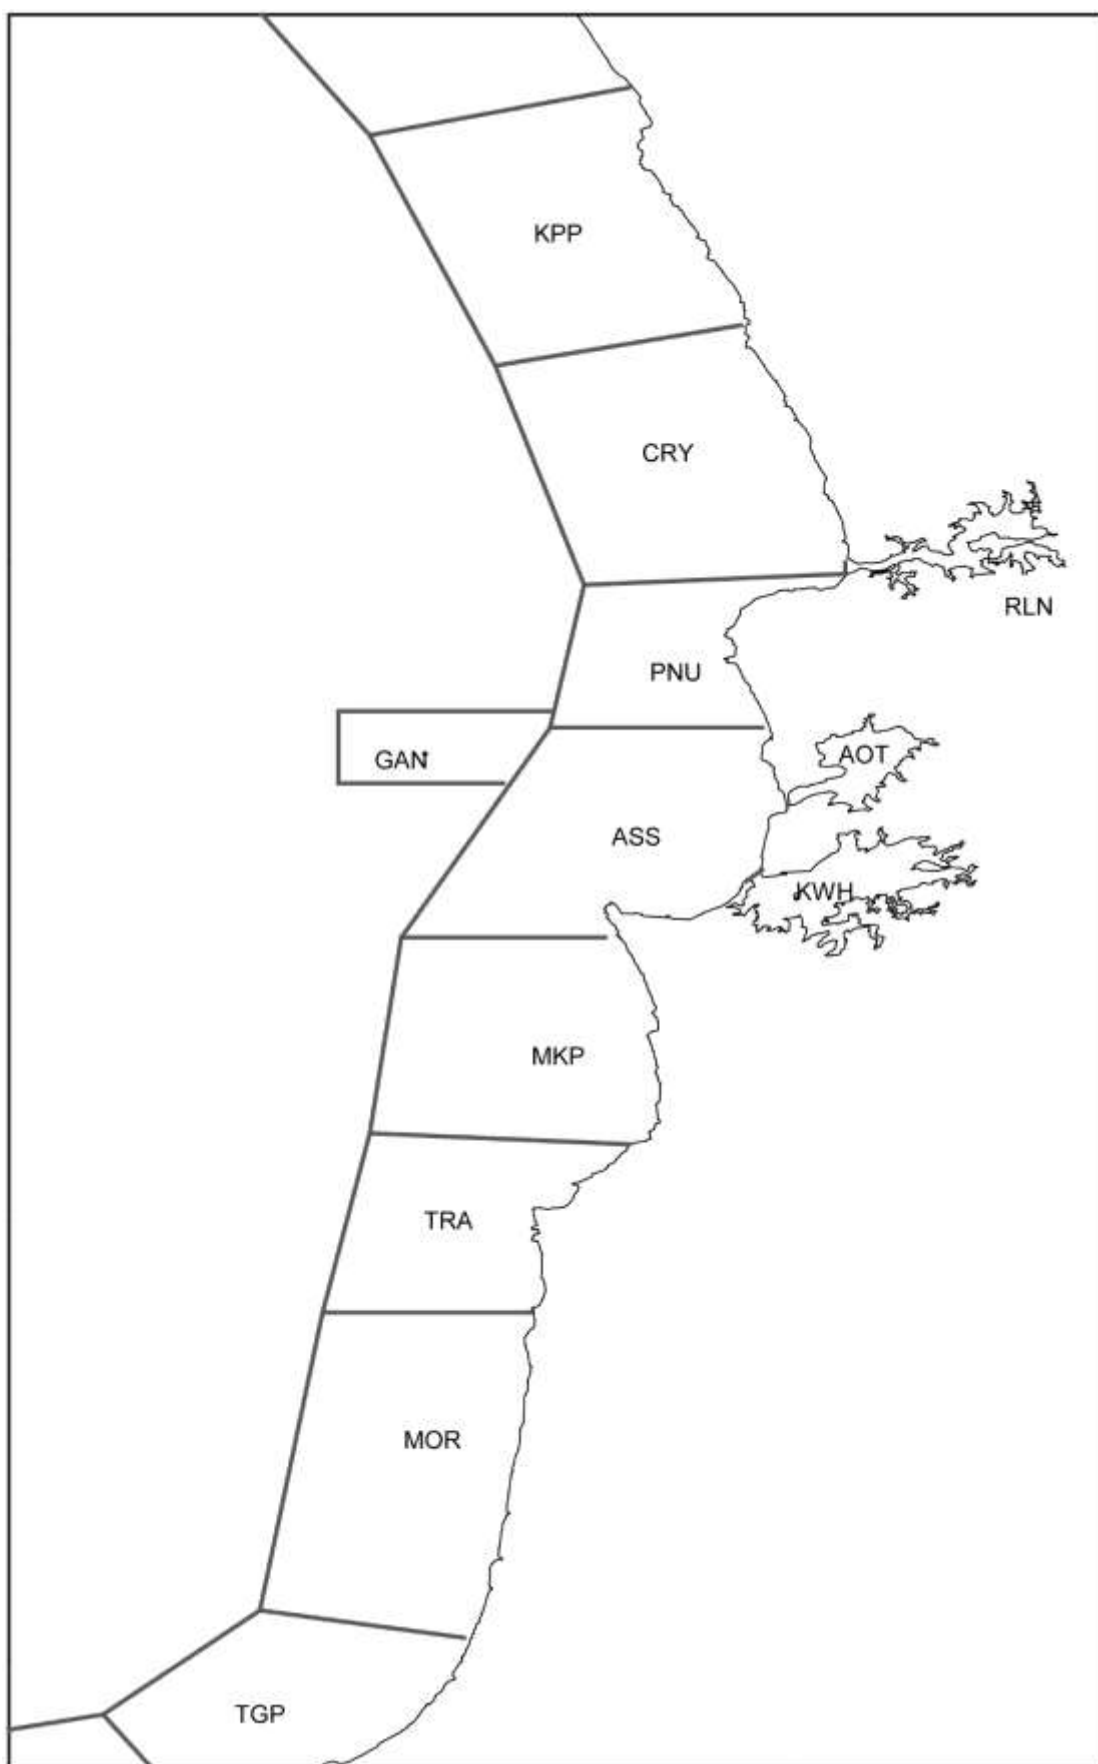 KPP
CRY
RLN
PNU
AOT
GAN
ASS
KWH
MKP
TRA
MOR
TGP